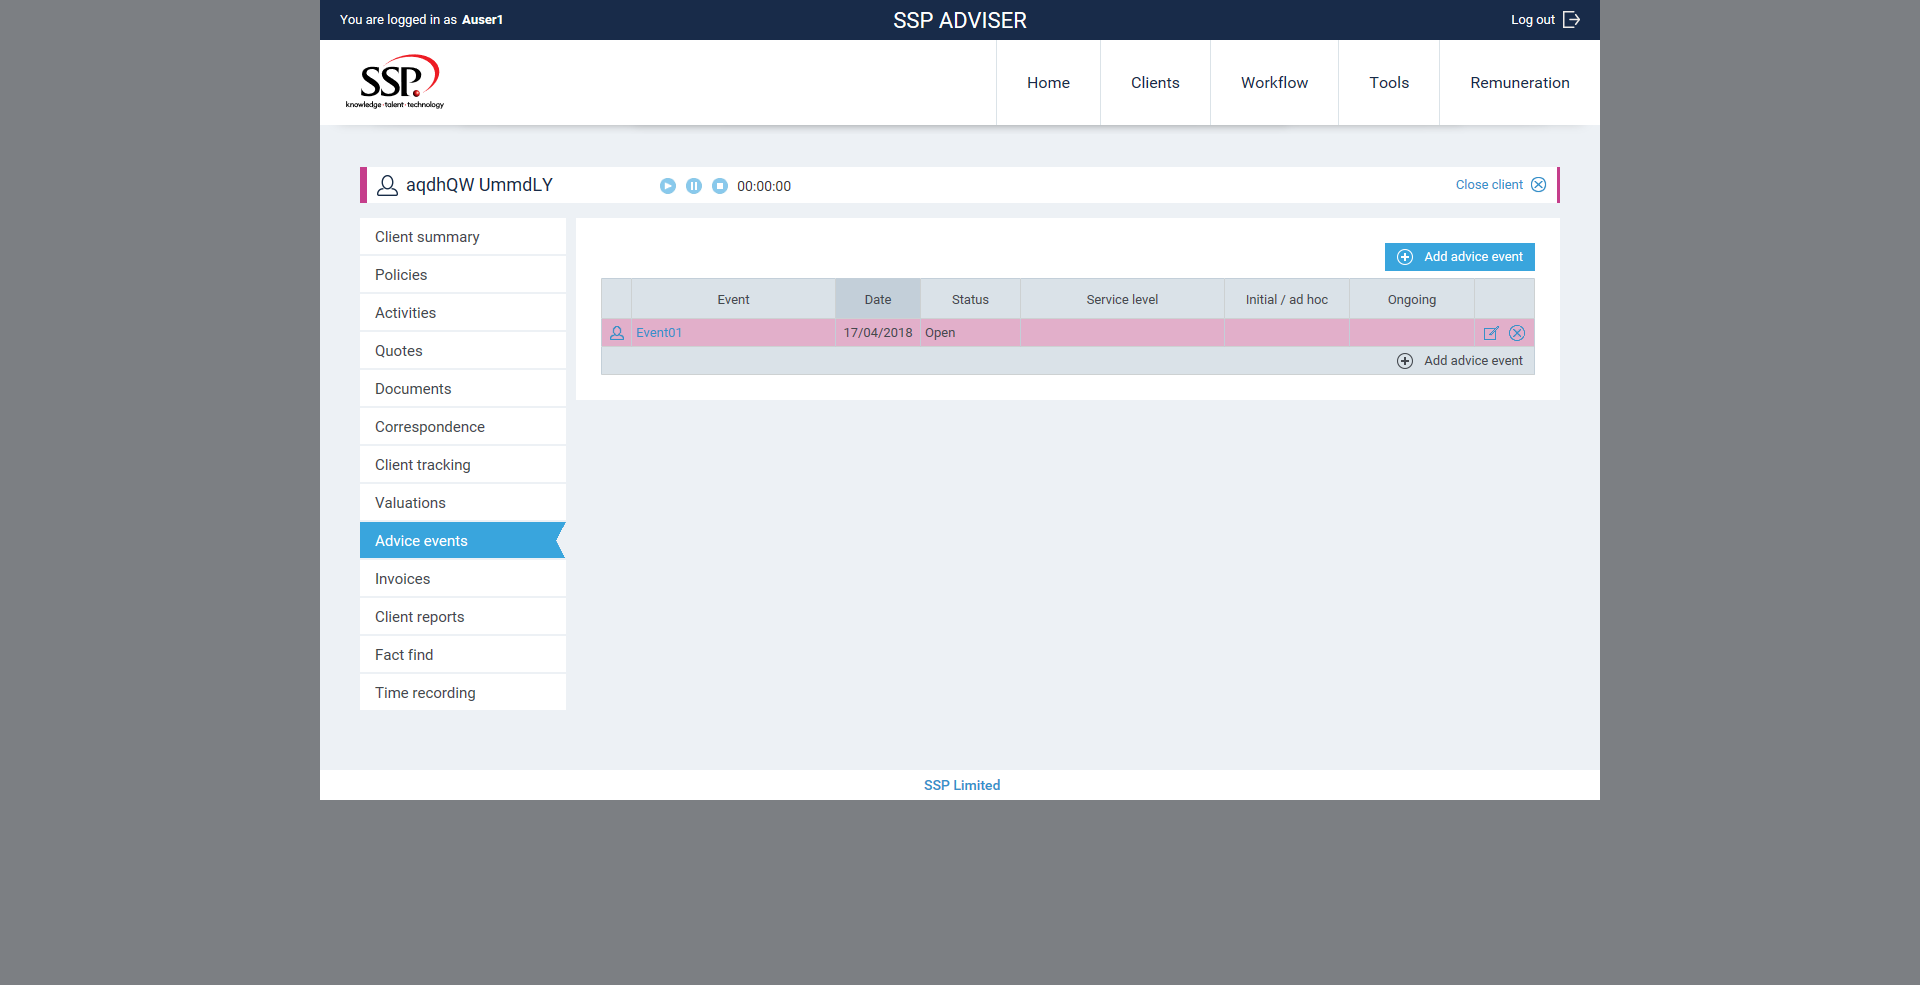 You are logged in as Auser1
SSP ADVISER
Log out
SSP.
knowledge·talent·technology
Home
Clients
Workflow
Tools
Remuneration
aqdhQW UmmdLY
00:00:00
Close client
Client summary
Policies
Activities
Quotes
Documents
Correspondence
Client tracking
Valuations
Advice events
Invoices
Client reports
Fact find
Time recording
Add advice event
Event Date Status Service level Initial / ad hoc Ongoing
Event01 17/04/2018 Open
Add advice event
SSP Limited